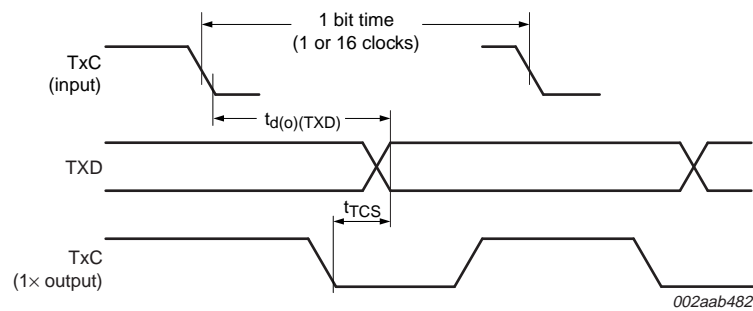 1 bit time
(1 or 16 clocks)
TxC
(input)
td(o)(TXD)
TXD
tTCS
TxC
(1× output)
002aab482